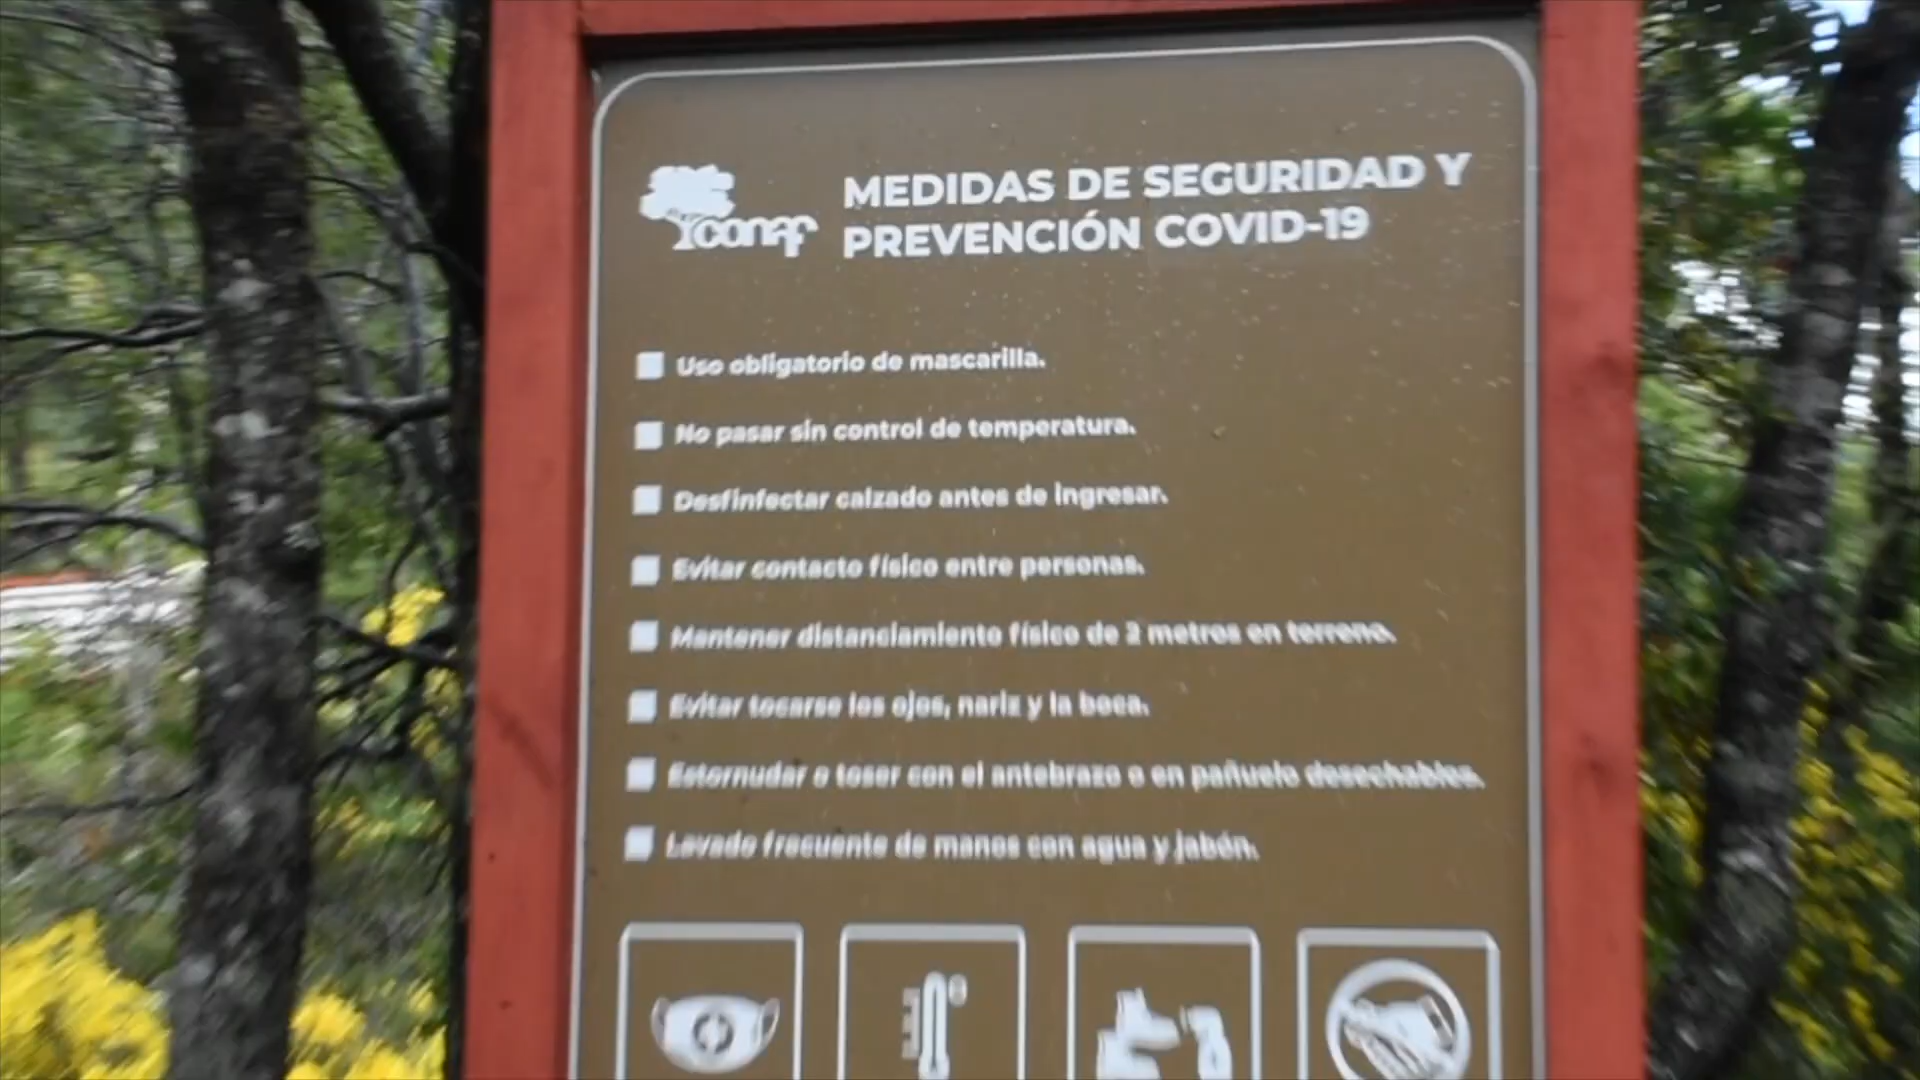 conaf
MEDIDAS DE SEGURIDAD Y
PREVENCIÓN COVID-19
Uso obligatorio de mascarilla.
No pasar sin control de temperatura.
Desfinfectar calzado antes de ingresar.
Evitar contacto físico entre personas.
Mantener distanciamiento físico de 2 metros en terreno.
Evitar tocarse los ojos, nariz y la boca.
Estornudar o toser con el antebrazo o en pañuelo desechables.
Lavado frecuente de manos con agua y jabón.